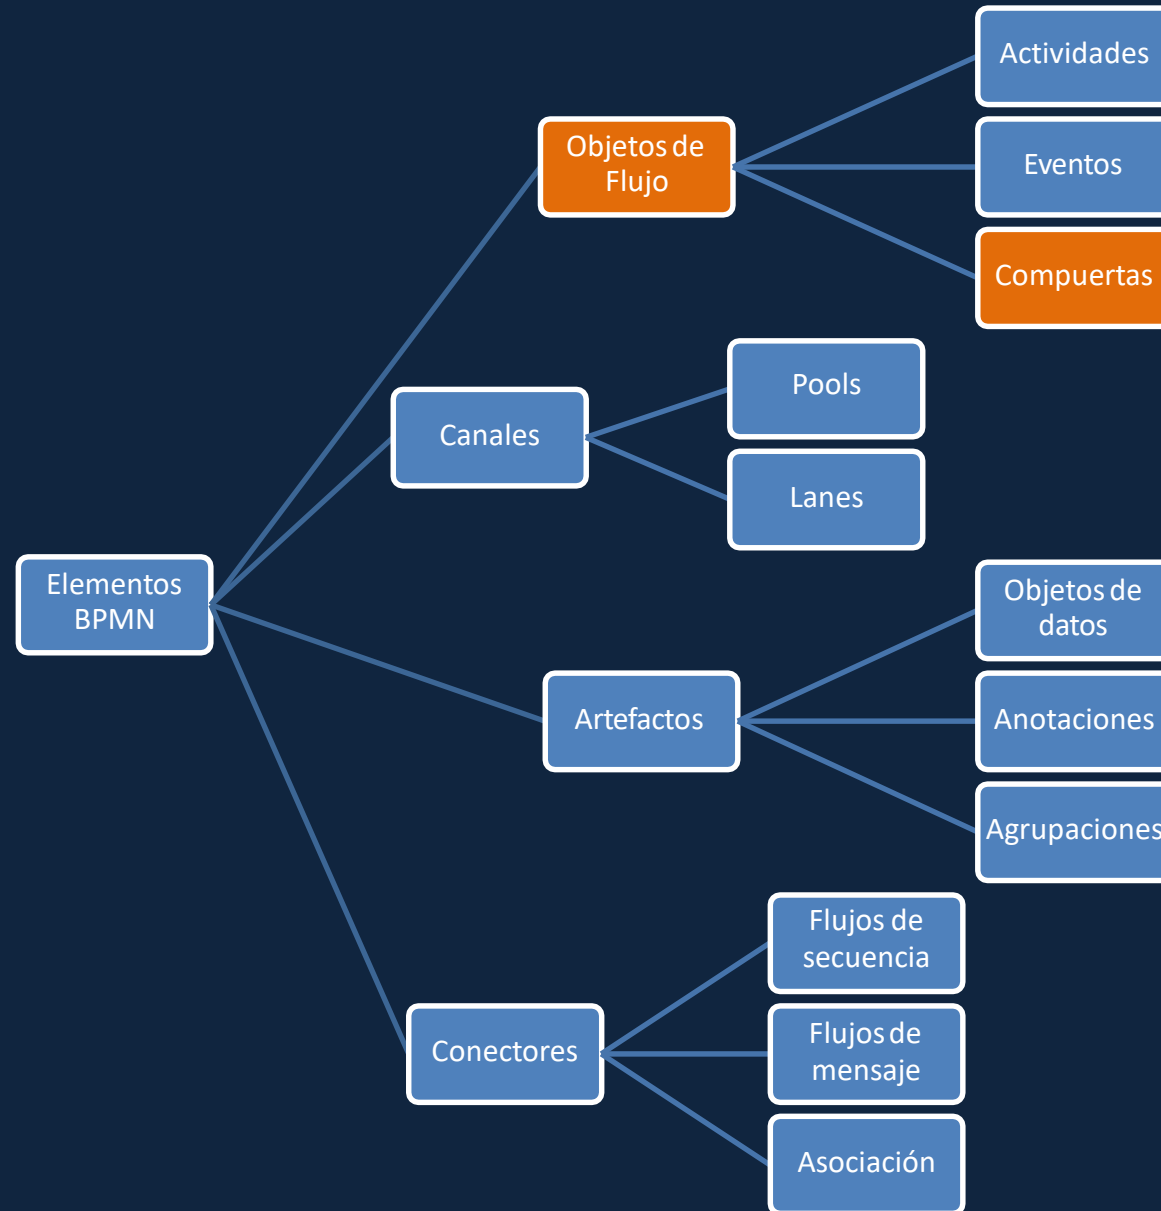 Elementos
BPMN
Objetos de
Flujo
Actividades
Eventos
Compuertas
Canales
Pools
Lanes
Artefactos
Objetos de
datos
Anotaciones
Agrupaciones
Conectores
Flujos de
secuencia
Flujos de
mensaje
Asociación